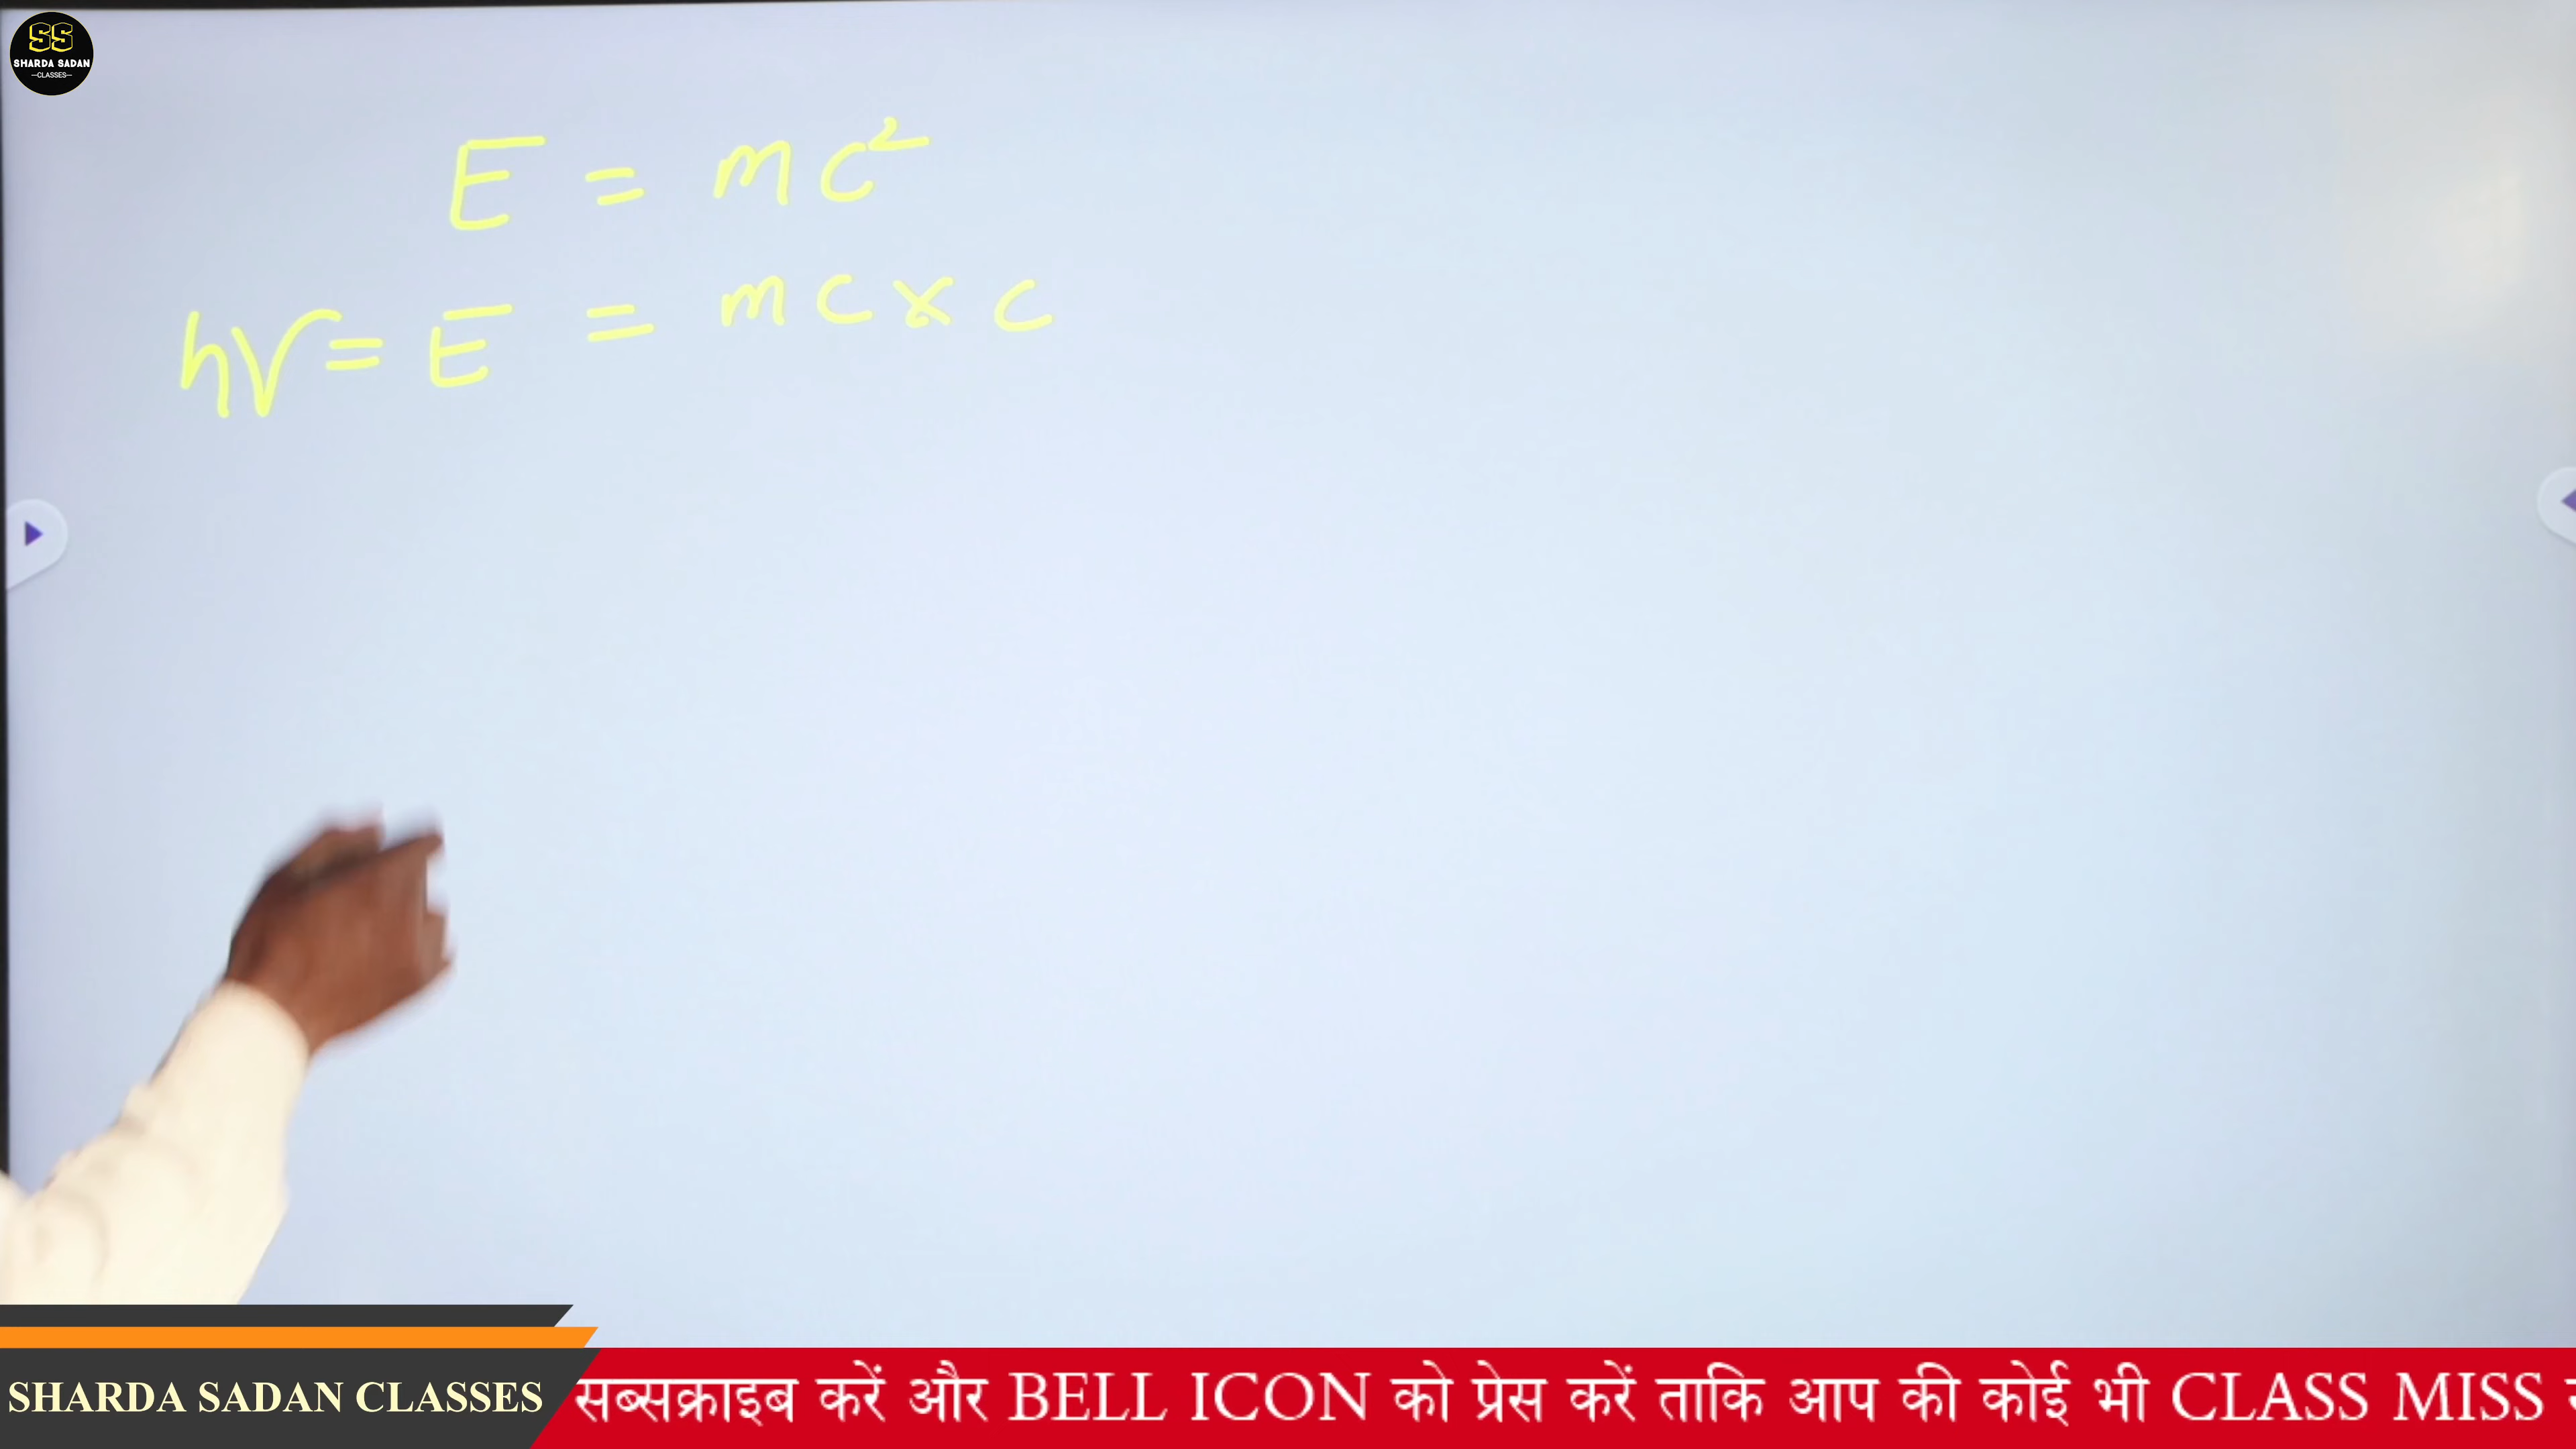 SS
SHARDA SADAN
—CLASSES—
E = mc²
hν = E = mc × c
SHARDA SADAN CLASSES
सब्सक्राइब करें और BELL ICON को प्रेस करें ताकि आप की कोई भी CLASS MISS